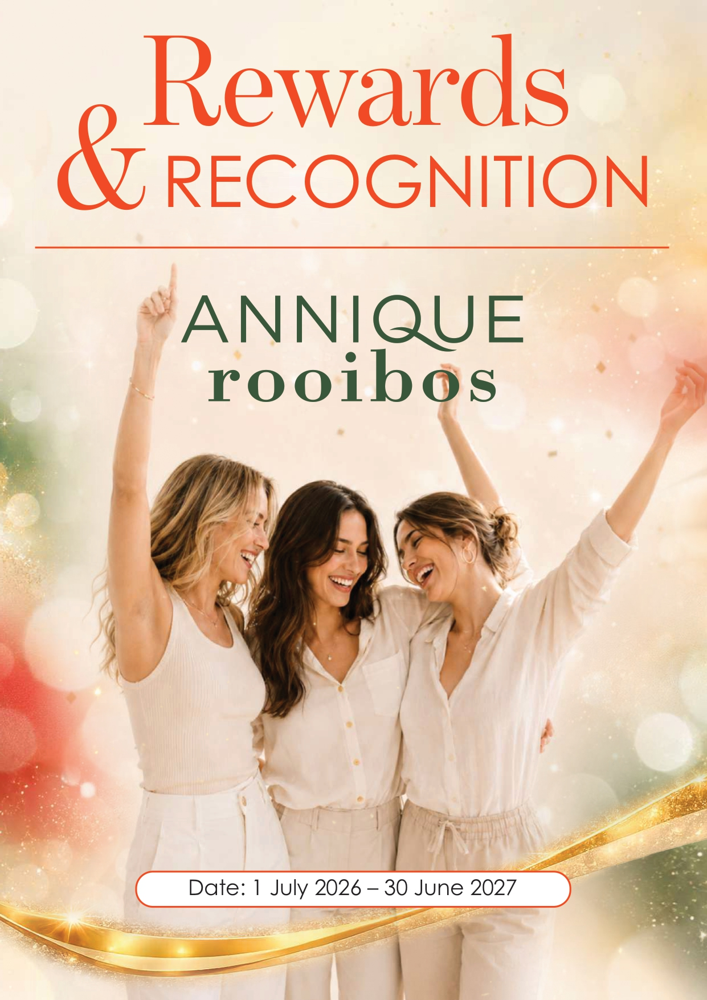 Rewards
& RECOGNITION
ANNIQUE
rooibos
Date: 1 July 2026 – 30 June 2027